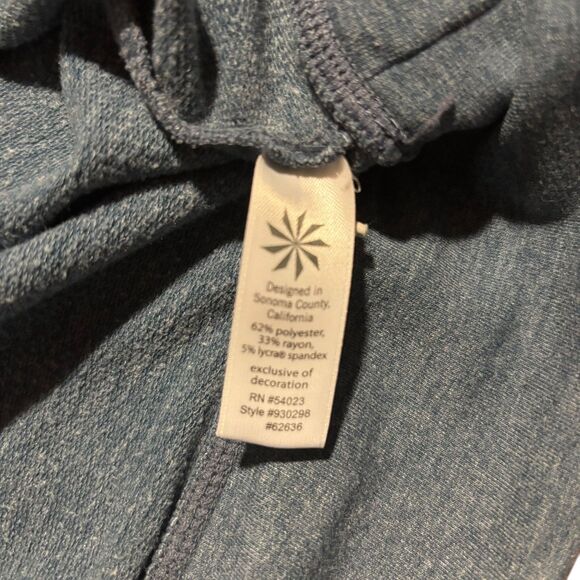 Designed in
Sonoma County,
California
62% polyester,
33% rayon,
5% lycra® spandex
exclusive of
decoration
RN #54023
Style #930298
#62636